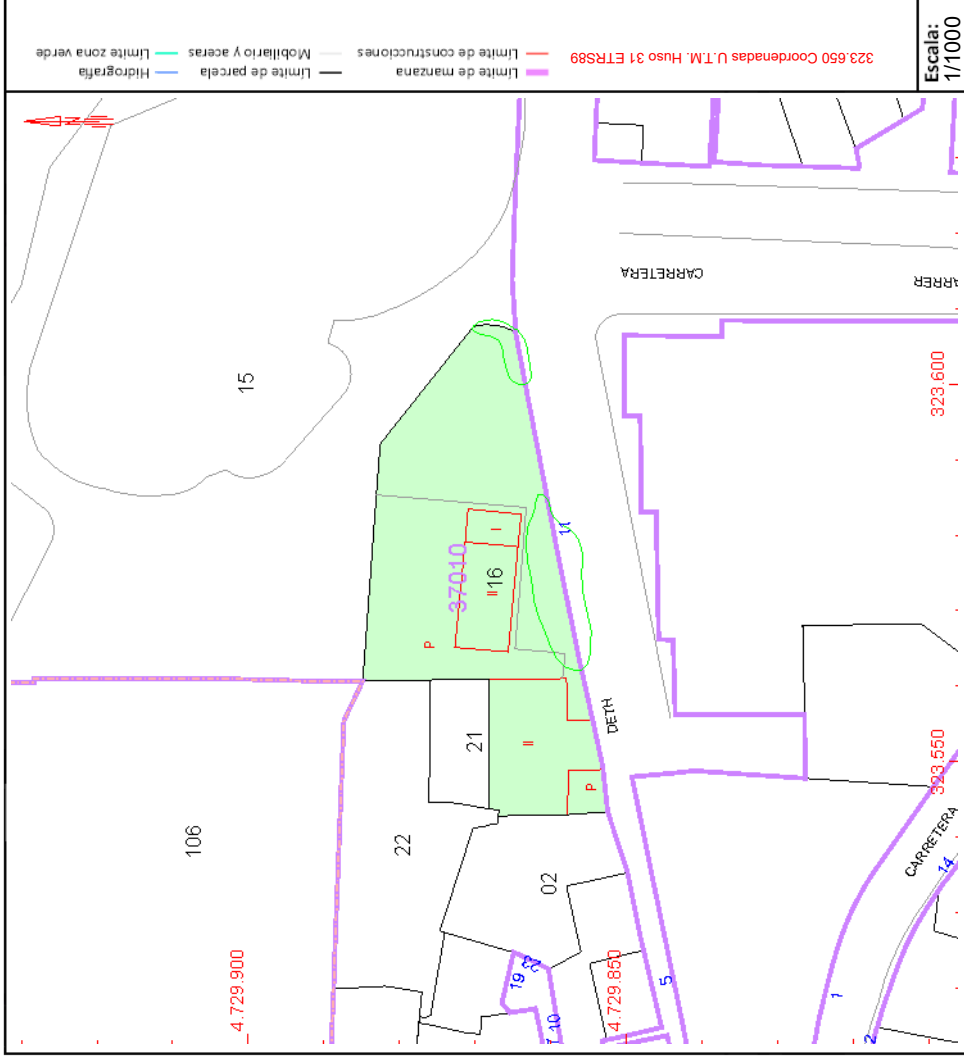 Límite de manzana
Límite de construcciones
Límite de parcela
Mobiliario y aceras
Hidrografía
Límite zona verde
323.650 Coordenadas U.T.M. Huso 31 ETRS89
Escala:
1/1000
15
CARRETERA
ARRER
323.600
37010
I
II
16
11
P
106
21
II
DETH
323.550
P
22
02
CARRETERA
14
4.729.900
4.729.850
19
23
10
5
1
2